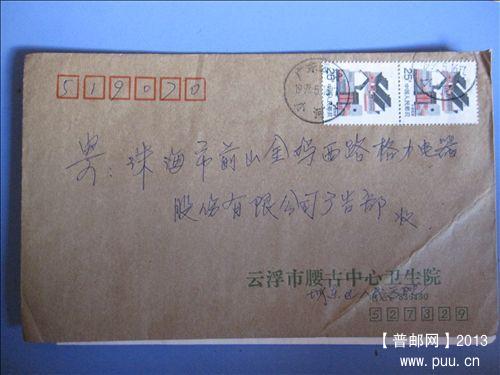 519070
寄:珠海市前山金鸡西路格力电器
股份有限公司广告部 收
云浮市腰古中心卫生院
527329
【普邮网】2013
www.puu.cn